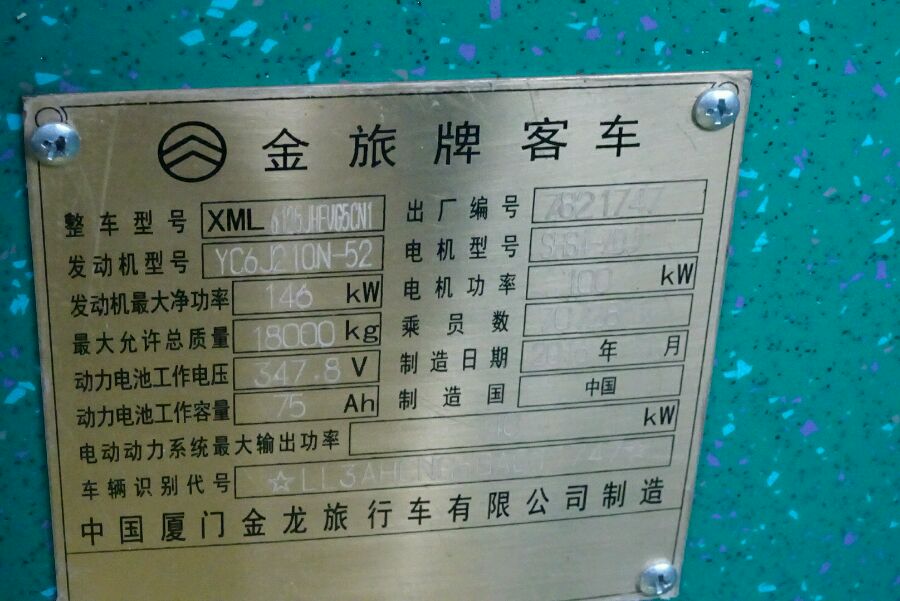 金旅牌客车
整车型号 XML6125JHEVG5CN1 出厂编号 7621747
发动机型号 YC6J210N-52 电机型号
发动机最大净功率 146 kW 电机功率 100 kW
最大允许总质量 18000 kg 乘员数
动力电池工作电压 347.8 V 制造日期 年 月
动力电池工作容量 75 Ah 制造国 中国
电动动力系统最大输出功率 kW
车辆识别代号
中国厦门金龙旅行车有限公司制造